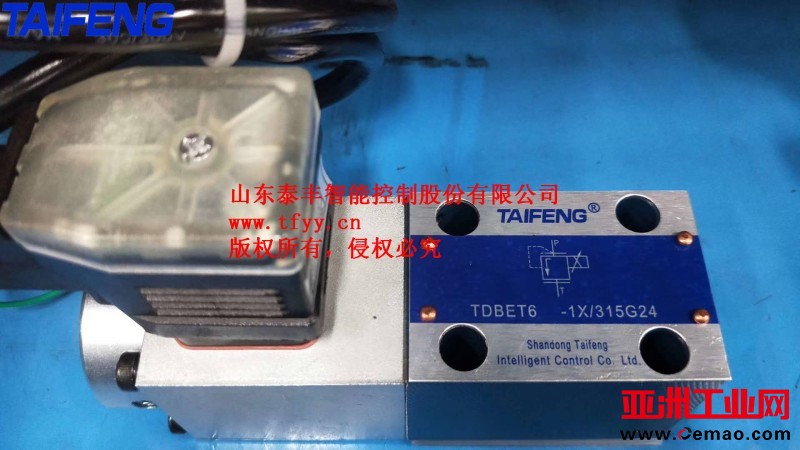 TAIFENG
山东泰丰智能控制股份有限公司
www.tfyy.cn
版权所有，侵权必究
TAIFENG®
P
T
TDBET6 -1X/315G24
Shandong Taifeng
Intelligent Control Co. Ltd.
亚洲工业网
www.Cemao.com